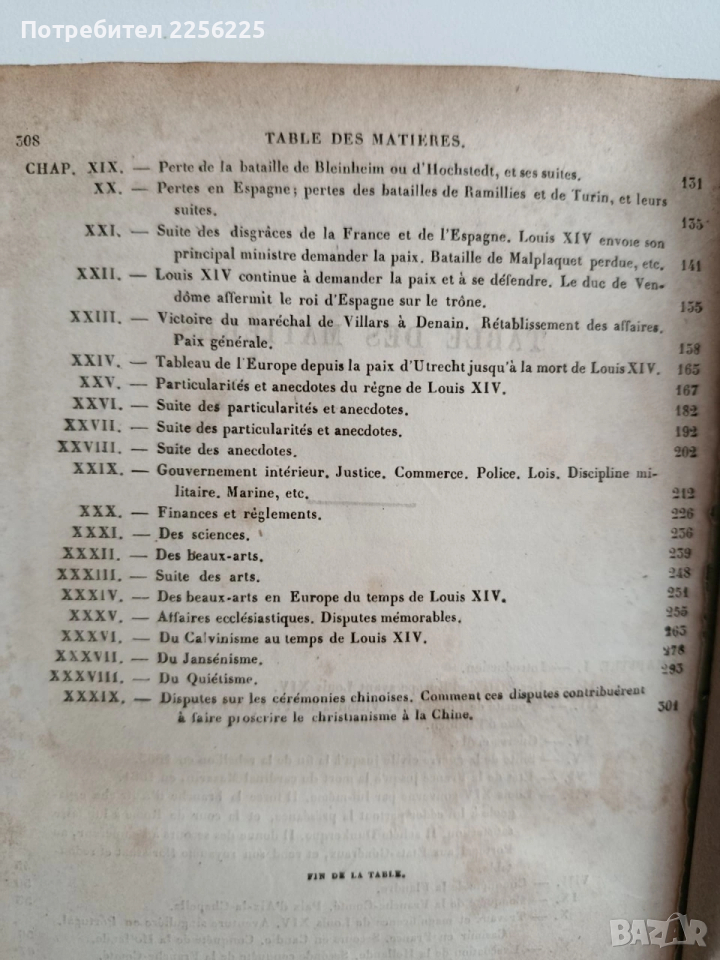 Потребител 2256225
308 TABLE DES MATIERES.
CHAP. XIX. — Perte de la bataille de Bleinheim ou d'Hochstedt, et ses suites. 131
XX. — Pertes en Espagne; pertes des batailles de Ramillies et de Turin, et leurs
suites. 135
XXI. — Suite des disgrâces de la France et de l'Espagne. Louis XIV envoie son
principal ministre demander la paix. Bataille de Malplaquet perdue, etc. 141
XXII. — Louis XIV continue à demander la paix et à se défendre. Le duc de Ven-
dôme affermit le roi d'Espagne sur le trône. 155
XXIII. — Victoire du maréchal de Villars à Denain. Rétablissement des affaires.
Paix générale. 158
XXIV. — Tableau de l'Europe depuis la paix d'Utrecht jusqu'à la mort de Louis XIV. 165
XXV. — Particularités et anecdotes du règne de Louis XIV. 167
XXVI. — Suite des particularités et anecdotes. 182
XXVII. — Suite des particularités et anecdotes. 192
XXVIII. — Suite des anecdotes. 202
XXIX. — Gouvernement intérieur. Justice. Commerce. Police. Lois. Discipline mi-
litaire. Marine, etc. 212
XXX. — Finances et réglements. 226
XXXI. — Des sciences. 236
XXXII. — Des beaux-arts. 239
XXXIII. — Suite des arts. 248
XXXIV. — Des beaux-arts en Europe du temps de Louis XIV. 251
XXXV. — Affaires ecclésiastiques. Disputes mémorables. 255
XXXVI. — Du Calvinisme au temps de Louis XIV. 263
XXXVII. — Du Jansénisme. 278
XXXVIII. — Du Quiétisme. 293
XXXIX. — Disputes sur les cérémonies chinoises. Comment ces disputes contribuèrent
à faire proscrire le christianisme à la Chine. 301
FIN DE LA TABLE.
BAZAR